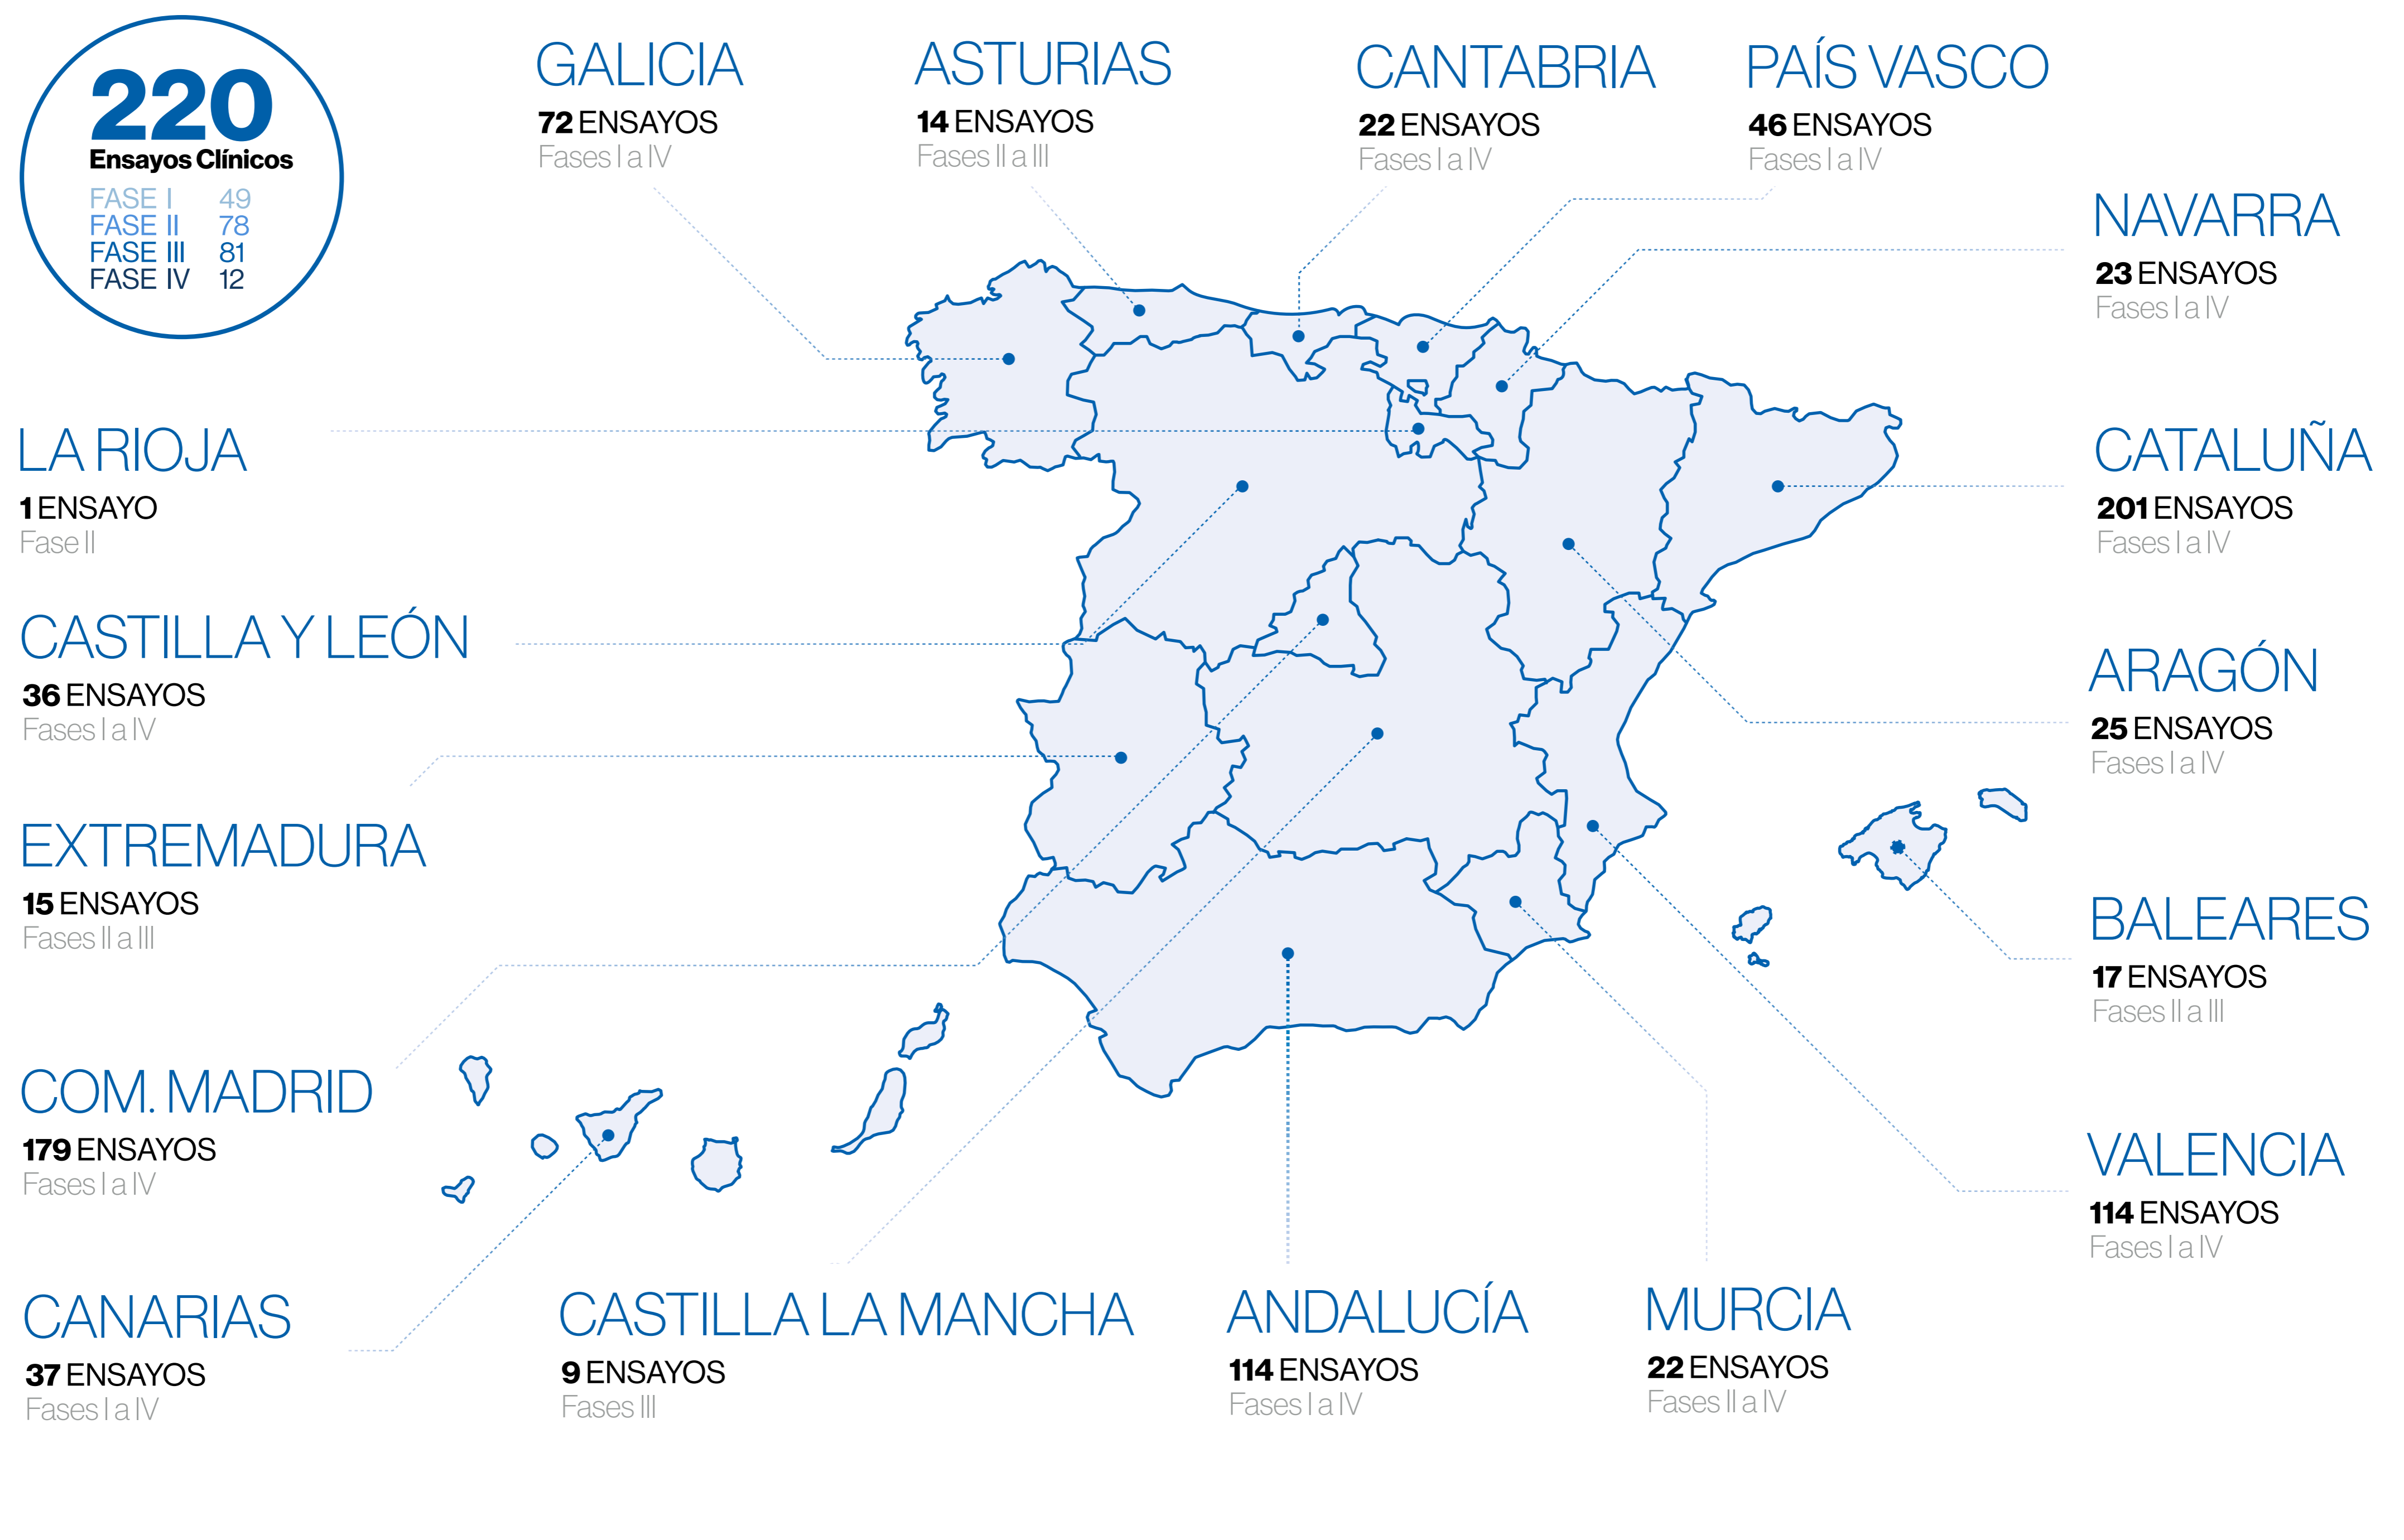 220
Ensayos Clínicos
FASE I 49
FASE II 78
FASE III 81
FASE IV 12
GALICIA
72 ENSAYOS
Fases I a IV
ASTURIAS
14 ENSAYOS
Fases II a III
CANTABRIA
22 ENSAYOS
Fases I a IV
PAÍS VASCO
46 ENSAYOS
Fases I a IV
NAVARRA
23 ENSAYOS
Fases I a IV
LA RIOJA
1 ENSAYO
Fase II
CATALUÑA
201 ENSAYOS
Fases I a IV
CASTILLA Y LEÓN
36 ENSAYOS
Fases I a IV
ARAGÓN
25 ENSAYOS
Fases I a IV
EXTREMADURA
15 ENSAYOS
Fases II a III
BALEARES
17 ENSAYOS
Fases II a III
COM. MADRID
179 ENSAYOS
Fases I a IV
VALENCIA
114 ENSAYOS
Fases I a IV
CANARIAS
37 ENSAYOS
Fases I a IV
CASTILLA LA MANCHA
9 ENSAYOS
Fases III
ANDALUCÍA
114 ENSAYOS
Fases I a IV
MURCIA
22 ENSAYOS
Fases II a IV